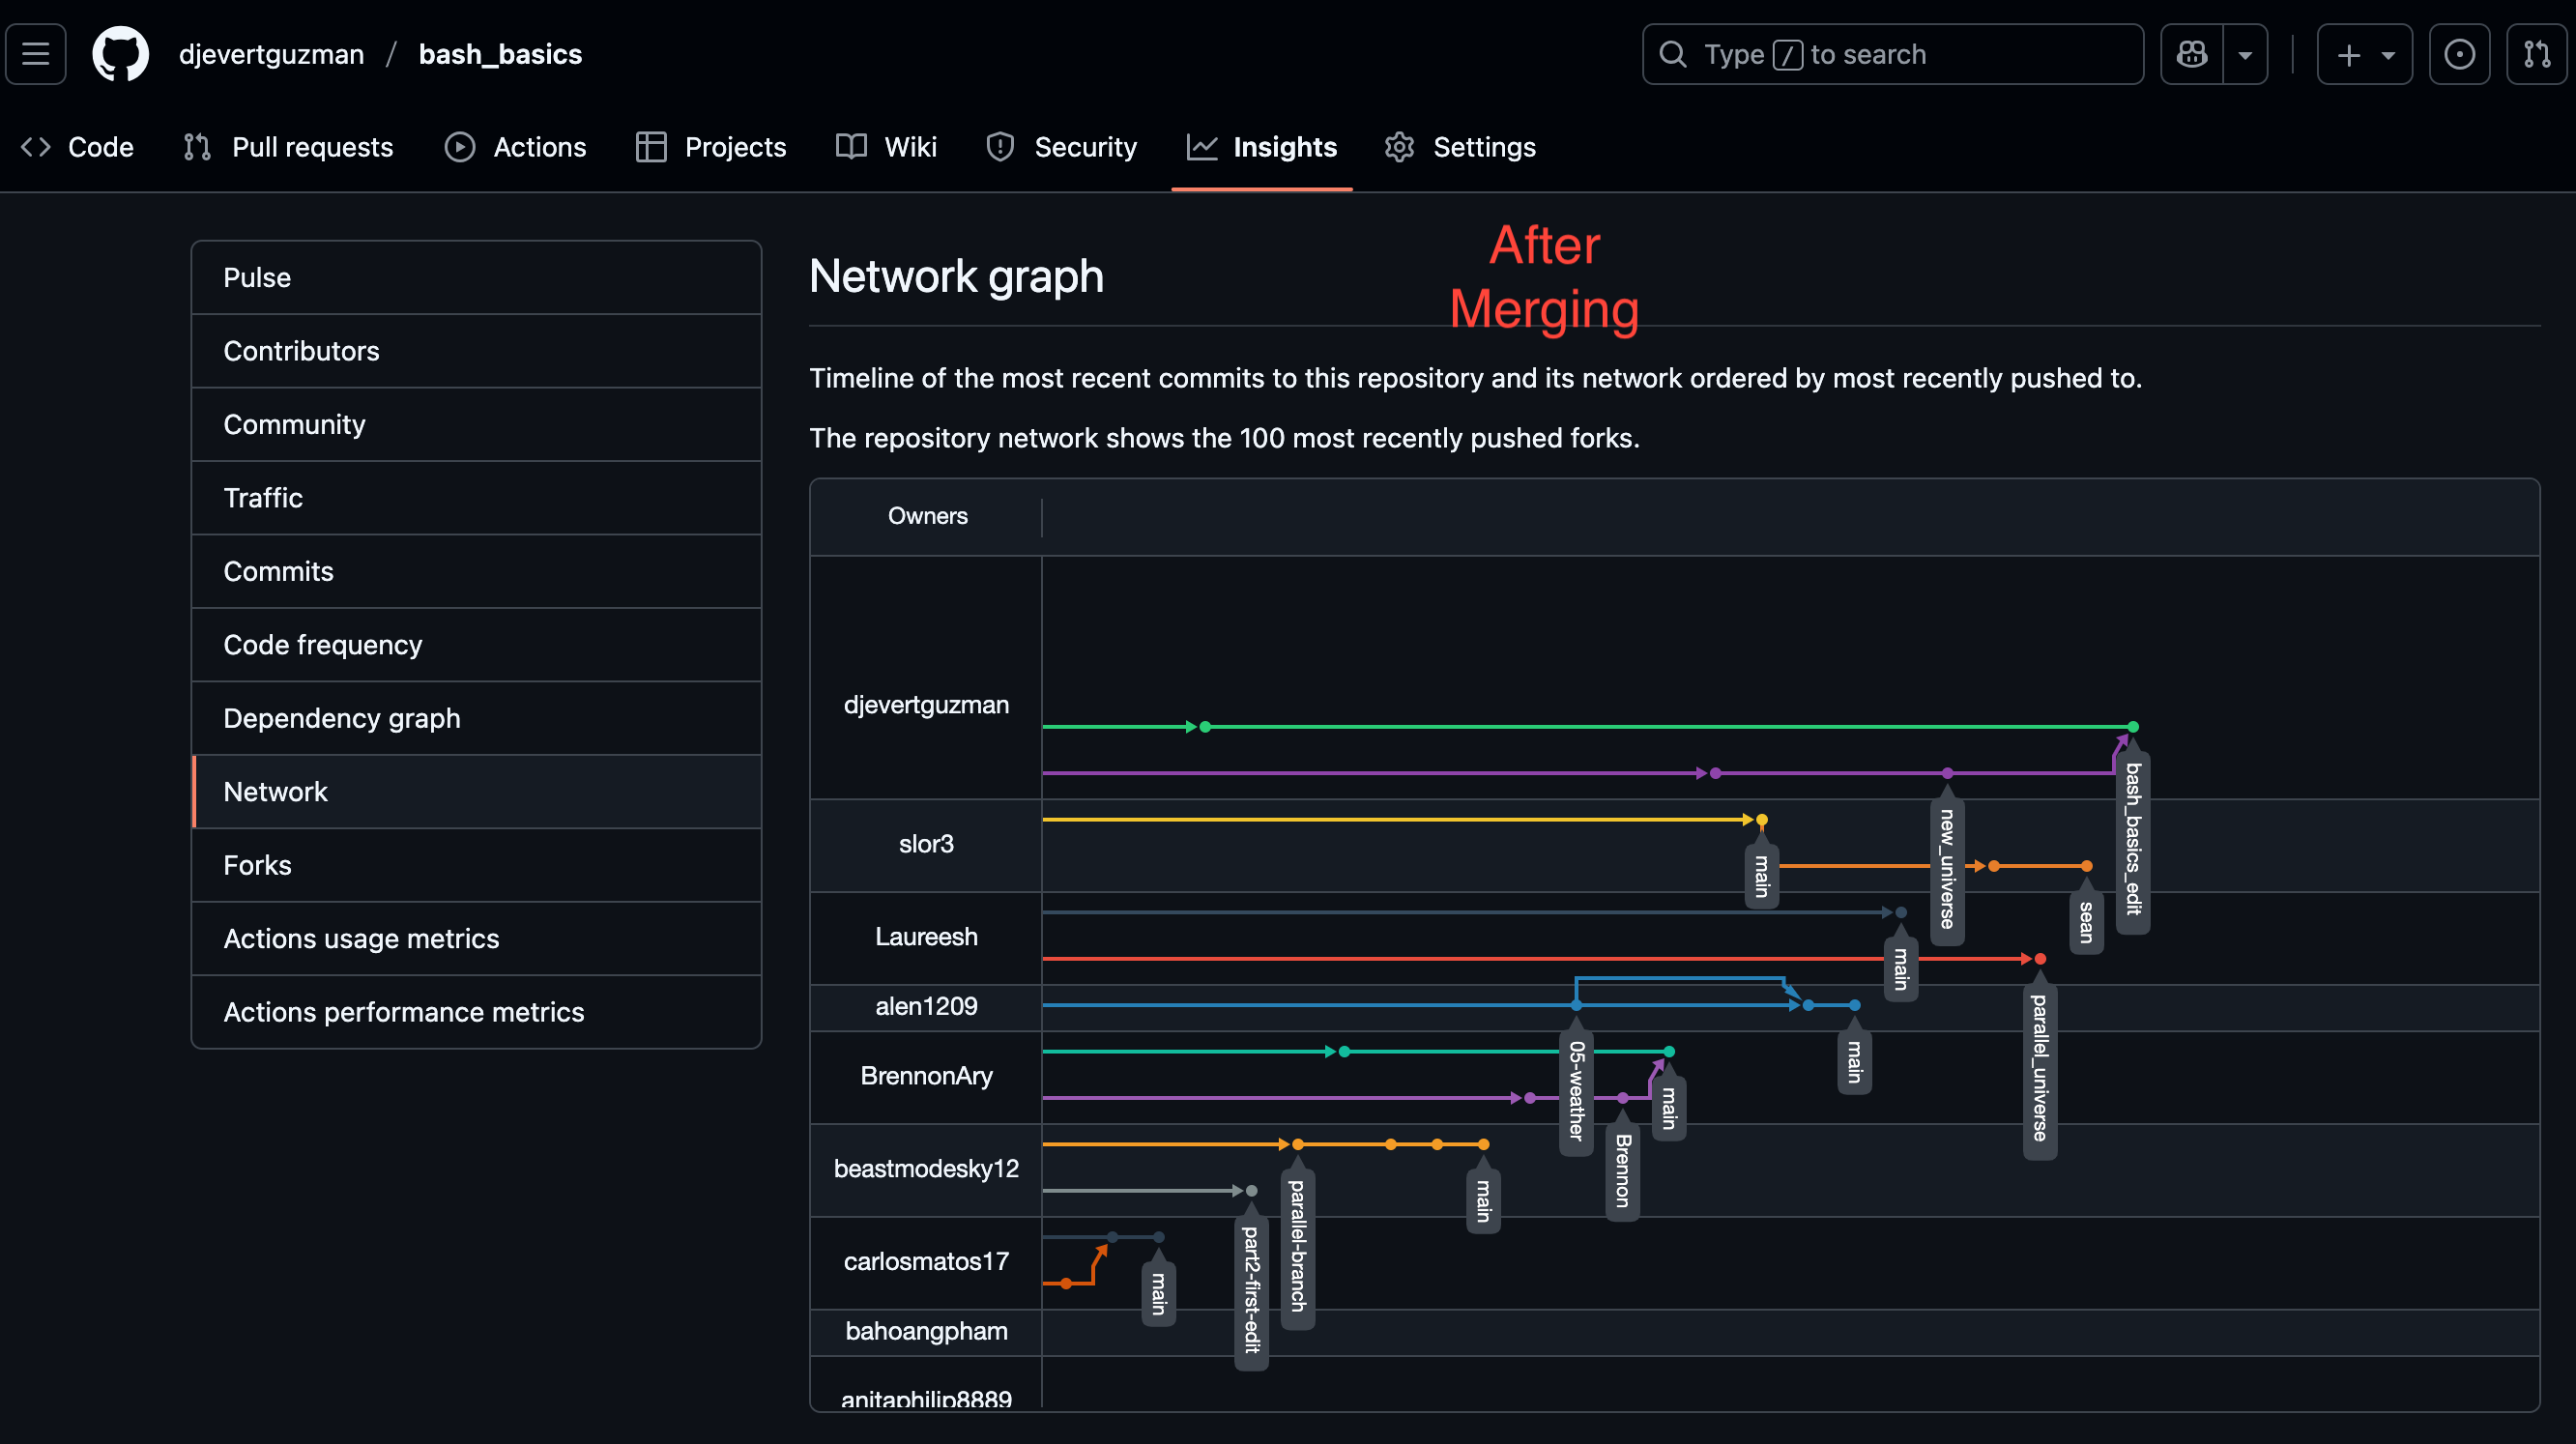 djevertguzman / bash_basics
Type / to search
Code
Pull requests
Actions
Projects
Wiki
Security
Insights
Settings
Pulse
Contributors
Community
Traffic
Commits
Code frequency
Dependency graph
Network
Forks
Actions usage metrics
Actions performance metrics
After
Merging
Network graph
Timeline of the most recent commits to this repository and its network ordered by most recently pushed to.
The repository network shows the 100 most recently pushed forks.
Owners
djevertguzman
bash_basics_edit
new_universe
slor3
main
sean
Laureesh
main
parallel_universe
alen1209
05-weather
main
BrennonAry
main
Brennon
beastmodesky12
main
parallel-branch
part2-first-edit
carlosmatos17
main
bahoangpham
anitaphilip8889